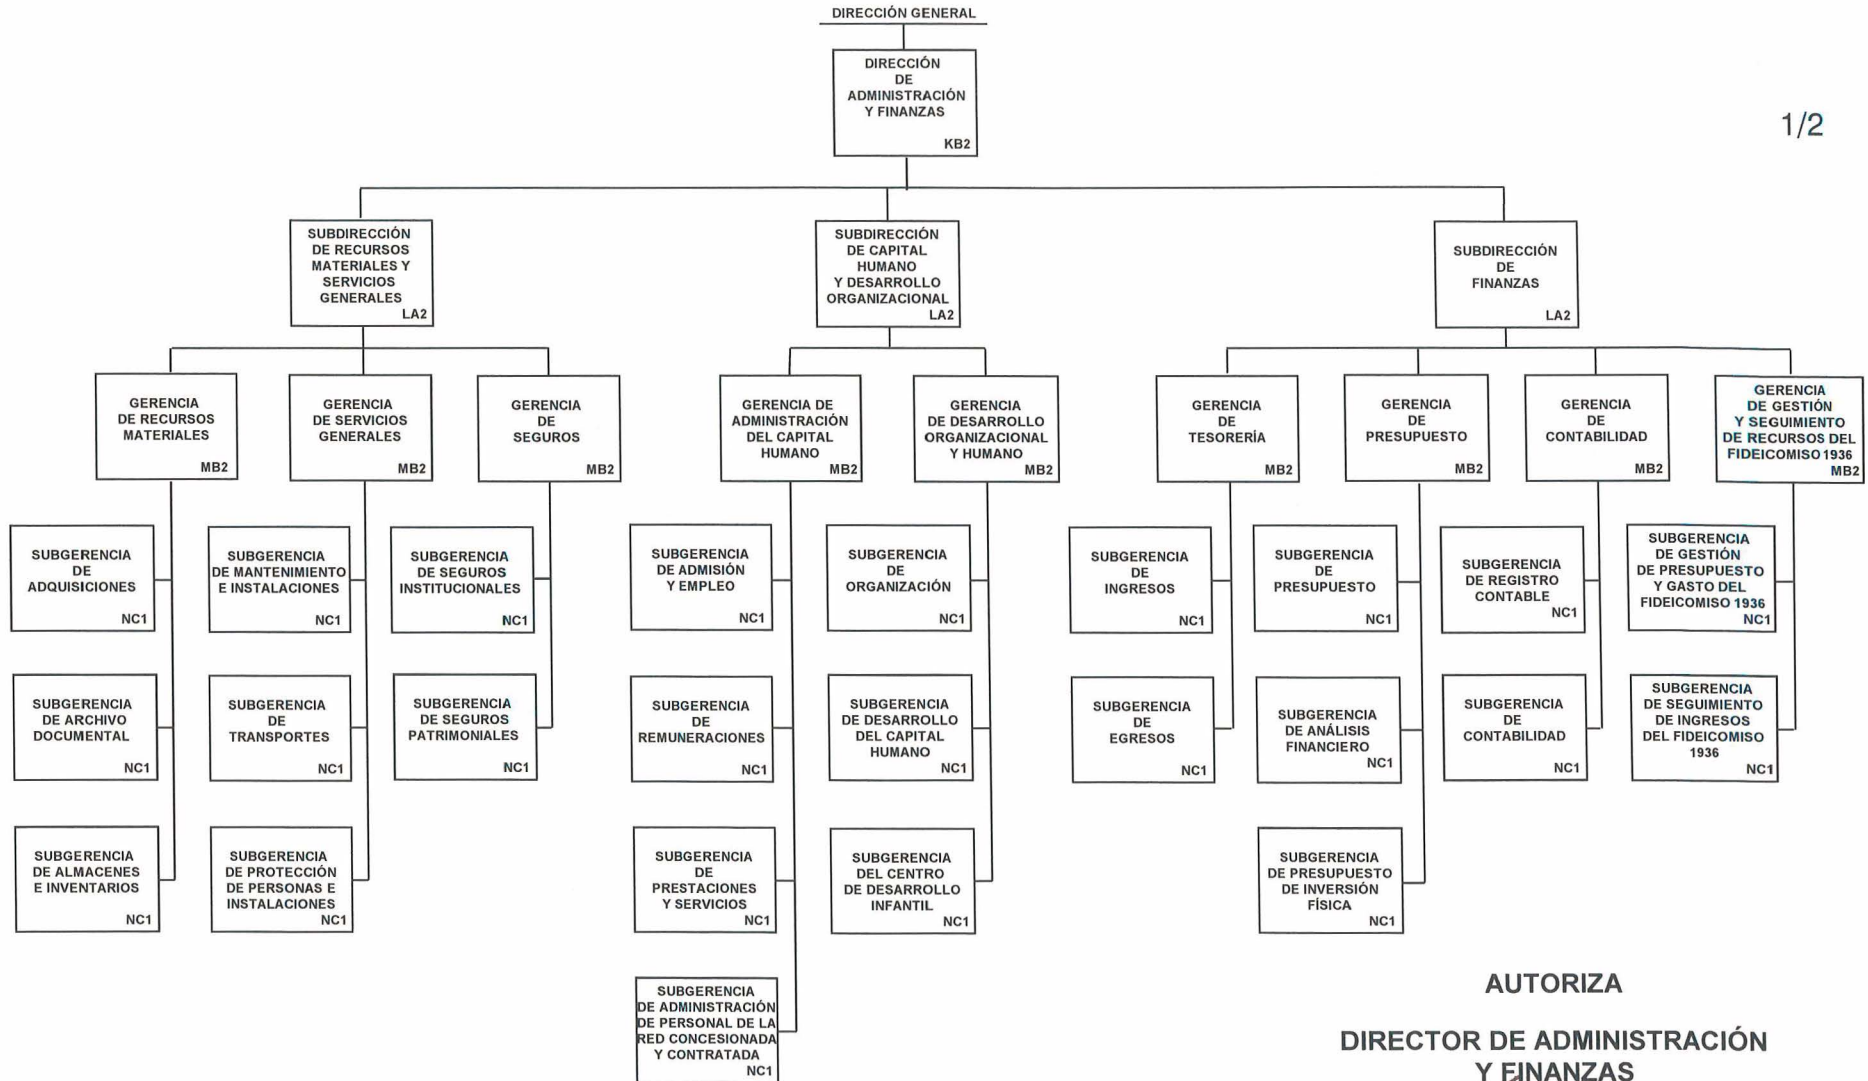 DIRECCIÓN GENERAL
DIRECCIÓN
DE
ADMINISTRACIÓN
Y FINANZAS
KB2
1/2
SUBDIRECCIÓN
DE RECURSOS
MATERIALES Y
SERVICIOS
GENERALES
LA2
SUBDIRECCIÓN
DE CAPITAL
HUMANO
Y DESARROLLO
ORGANIZACIONAL
LA2
SUBDIRECCIÓN
DE
FINANZAS
LA2
GERENCIA
DE RECURSOS
MATERIALES
MB2
GERENCIA
DE SERVICIOS
GENERALES
MB2
GERENCIA
DE
SEGUROS
MB2
GERENCIA DE
ADMINISTRACIÓN
DEL CAPITAL
HUMANO
MB2
GERENCIA
DE DESARROLLO
ORGANIZACIONAL
Y HUMANO
MB2
GERENCIA
DE
TESORERÍA
MB2
GERENCIA
DE
PRESUPUESTO
MB2
GERENCIA
DE
CONTABILIDAD
MB2
GERENCIA
DE GESTIÓN
Y SEGUIMIENTO
DE RECURSOS DEL
FIDEICOMISO 1936
MB2
SUBGERENCIA
DE
ADQUISICIONES
NC1
SUBGERENCIA
DE MANTENIMIENTO
E INSTALACIONES
NC1
SUBGERENCIA
DE SEGUROS
INSTITUCIONALES
NC1
SUBGERENCIA
DE ADMISIÓN
Y EMPLEO
NC1
SUBGERENCIA
DE
ORGANIZACIÓN
NC1
SUBGERENCIA
DE
INGRESOS
NC1
SUBGERENCIA
DE
PRESUPUESTO
NC1
SUBGERENCIA
DE REGISTRO
CONTABLE
NC1
SUBGERENCIA
DE GESTIÓN
DE PRESUPUESTO
Y GASTO DEL
FIDEICOMISO 1936
NC1
SUBGERENCIA
DE ARCHIVO
DOCUMENTAL
NC1
SUBGERENCIA
DE
TRANSPORTES
NC1
SUBGERENCIA
DE SEGUROS
PATRIMONIALES
NC1
SUBGERENCIA
DE
REMUNERACIONES
NC1
SUBGERENCIA
DE DESARROLLO
DEL CAPITAL
HUMANO
NC1
SUBGERENCIA
DE
EGRESOS
NC1
SUBGERENCIA
DE ANÁLISIS
FINANCIERO
NC1
SUBGERENCIA
DE
CONTABILIDAD
NC1
SUBGERENCIA
DE SEGUIMIENTO
DE INGRESOS
DEL FIDEICOMISO
1936
NC1
SUBGERENCIA
DE ALMACENES
E INVENTARIOS
NC1
SUBGERENCIA
DE PROTECCIÓN
DE PERSONAS E
INSTALACIONES
NC1
SUBGERENCIA
DE
PRESTACIONES
Y SERVICIOS
NC1
SUBGERENCIA
DEL CENTRO
DE DESARROLLO
INFANTIL
NC1
SUBGERENCIA
DE PRESUPUESTO
DE INVERSIÓN
FÍSICA
NC1
SUBGERENCIA
DE ADMINISTRACIÓN
DE PERSONAL DE LA
RED CONCESIONADA
Y CONTRATADA
NC1
AUTORIZA
DIRECTOR DE ADMINISTRACIÓN
Y FINANZAS